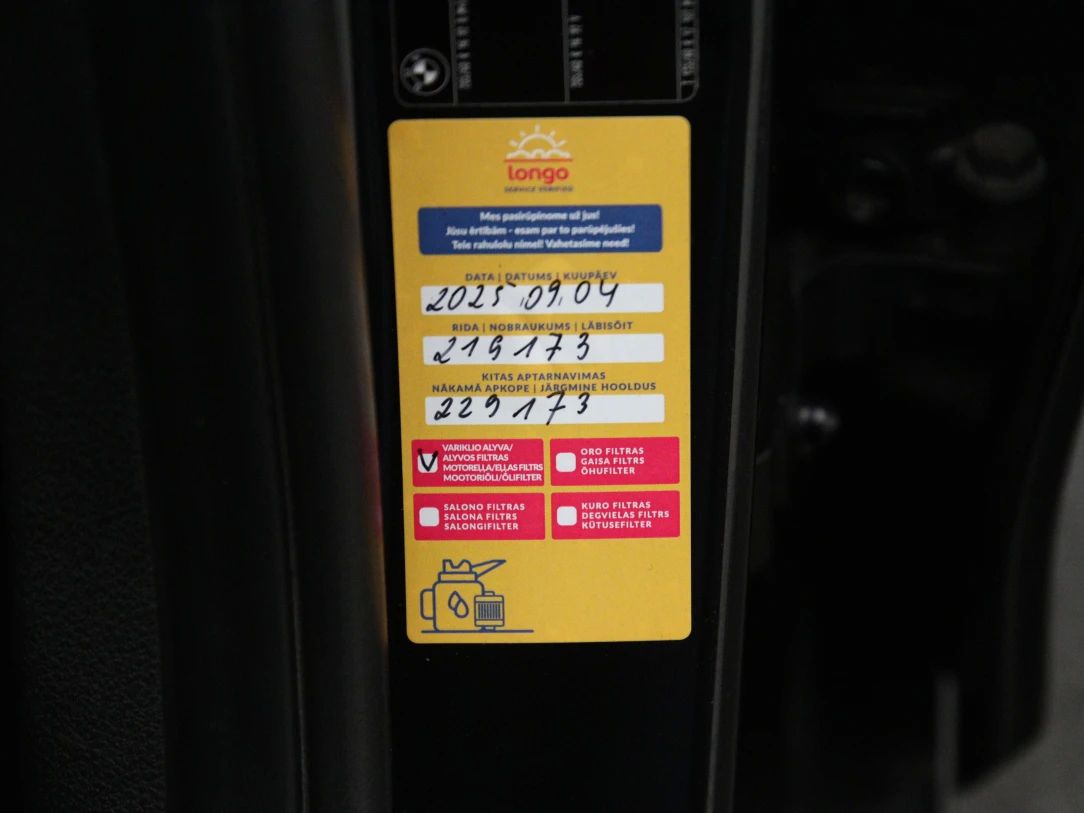 longo
SERVICE VERIFIED
Mes pasirūpinome už jus!
Jūsu ērtībām - esam par to parūpējušies!
Teie rahulolu nimel! Vahetasime need!
DATA | DATUMS | KUUPÄEV
2025.09.04
RIDA | NOBRAUKUMS | LÄBISÕIT
219173
KITAS APTARNAVIMAS
NĀKAMĀ APKOPE | JÄRGMINE HOOLDUS
229173
V
VARIKLIO ALYVA/
ALYVOS FILTRAS
MOTOREĻĻA/EĻĻAS FILTRS
MOOTORIÕLI/ÕLIFILTER
ORO FILTRAS
GAISA FILTRS
ÕHUFILTER
SALONO FILTRAS
SALONA FILTRS
SALONGIFILTER
KURO FILTRAS
DEGVIELAS FILTRS
KÜTUSEFILTER